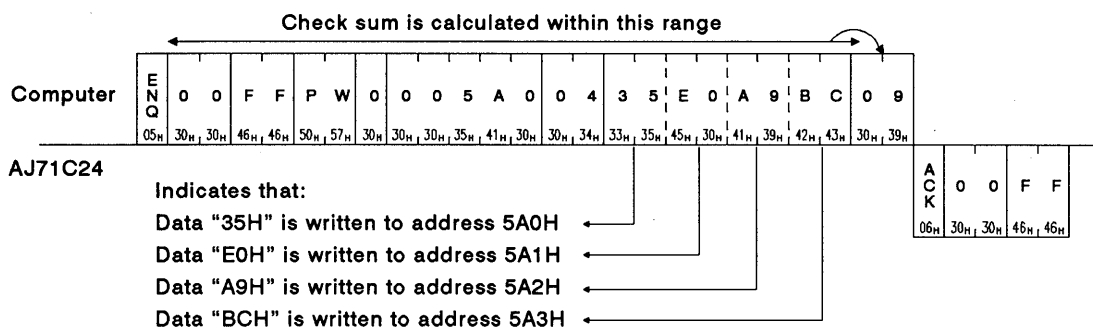 Check sum is calculated within this range
Computer
ENQ 0 0 F F P W 0 0 0 5 A 0 0 4 3 5 E 0 A 9 B C 0 9
05H 30H 30H 46H 46H 50H 57H 30H 30H 30H 35H 41H 30H 30H 34H 33H 35H 45H 30H 41H 39H 42H 43H 30H 39H
AJ71C24
ACK 0 0 F F
06H 30H 30H 46H 46H
Indicates that:
Data "35H" is written to address 5A0H
Data "E0H" is written to address 5A1H
Data "A9H" is written to address 5A2H
Data "BCH" is written to address 5A3H